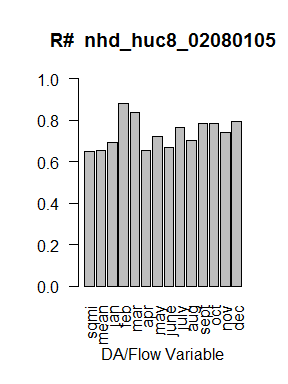 R#  nhd_huc8_02080105
1.0
0.8
0.6
0.4
0.2
0.0
sqmi
mean
jan
feb
mar
apr
may
june
july
aug
sept
oct
nov
dec
DA/Flow Variable